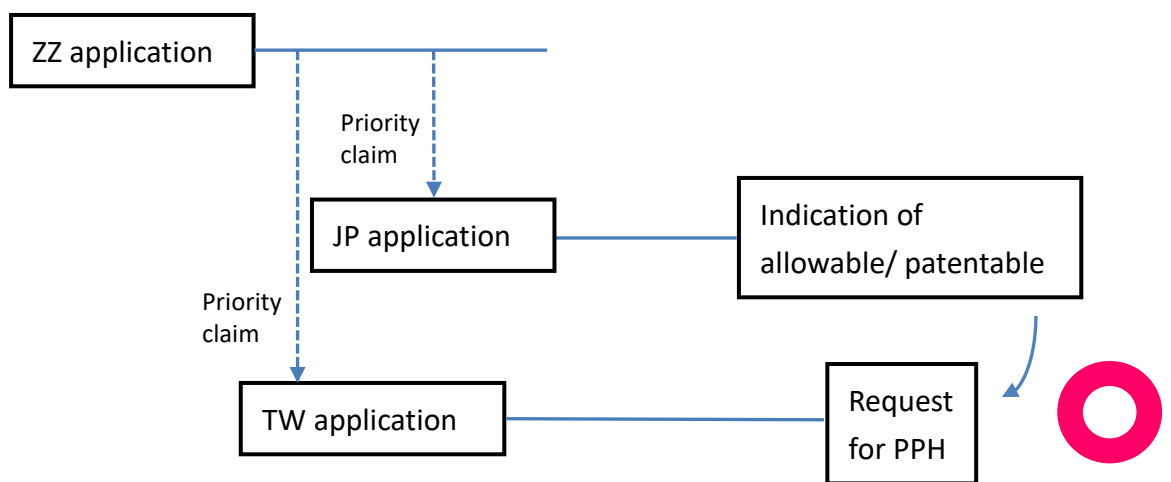 ZZ application
Priority
claim
JP application
Indication of
allowable/ patentable
Priority
claim
TW application
Request
for PPH